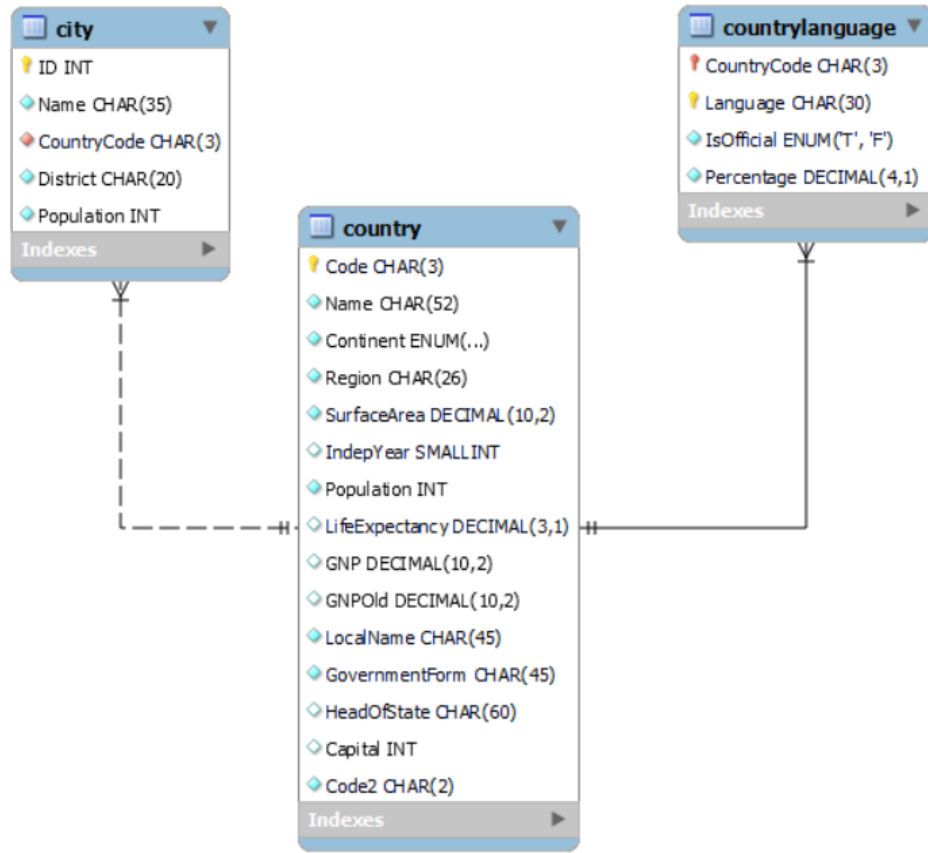 city
ID INT
Name CHAR(35)
CountryCode CHAR(3)
District CHAR(20)
Population INT
Indexes
countrylanguage
CountryCode CHAR(3)
Language CHAR(30)
IsOfficial ENUM('T', 'F')
Percentage DECIMAL(4,1)
Indexes
country
Code CHAR(3)
Name CHAR(52)
Continent ENUM(...)
Region CHAR(26)
SurfaceArea DECIMAL(10,2)
IndepYear SMALLINT
Population INT
LifeExpectancy DECIMAL(3,1)
GNP DECIMAL(10,2)
GNPOld DECIMAL(10,2)
LocalName CHAR(45)
GovernmentForm CHAR(45)
HeadOfState CHAR(60)
Capital INT
Code2 CHAR(2)
Indexes